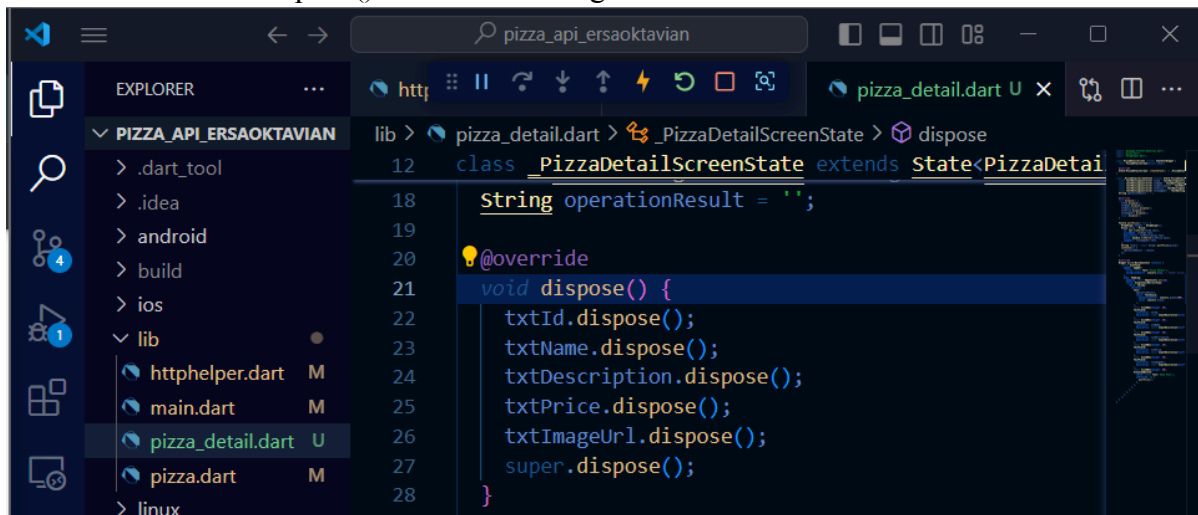 pizza_api_ersaoktavian
EXPLORER
PIZZA_API_ERSAOKTAVIAN
.dart_tool
.idea
android
build
ios
lib
httphelper.dart M
main.dart M
pizza_detail.dart U
pizza.dart M
linux
4
1
http
pizza_detail.dart U
lib > pizza_detail.dart > _PizzaDetailScreenState > dispose
12 class _PizzaDetailScreenState extends State<PizzaDetai
18 String operationResult = '';
19
20 @override
21 void dispose() {
22 txtId.dispose();
23 txtName.dispose();
24 txtDescription.dispose();
25 txtPrice.dispose();
26 txtImageUrl.dispose();
27 super.dispose();
28 }